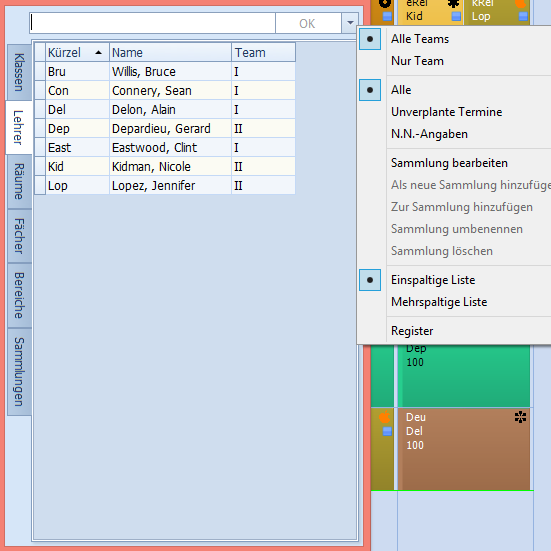 OK
Klassen
Lehrer
Räume
Fächer
Bereiche
Sammlungen
Kürzel Name Team
Bru Willis, Bruce I
Con Connery, Sean I
Del Delon, Alain I
Dep Depardieu, Gerard II
East Eastwood, Clint I
Kid Kidman, Nicole II
Lop Lopez, Jennifer II
eRel
Kid
kRel
Lop
Alle Teams
Nur Team
Alle
Unverplante Termine
N.N.-Angaben
Sammlung bearbeiten
Als neue Sammlung hinzufüge
Zur Sammlung hinzufügen
Sammlung umbenennen
Sammlung löschen
Einspaltige Liste
Mehrspaltige Liste
Register
Dep
100
Deu
Del
100